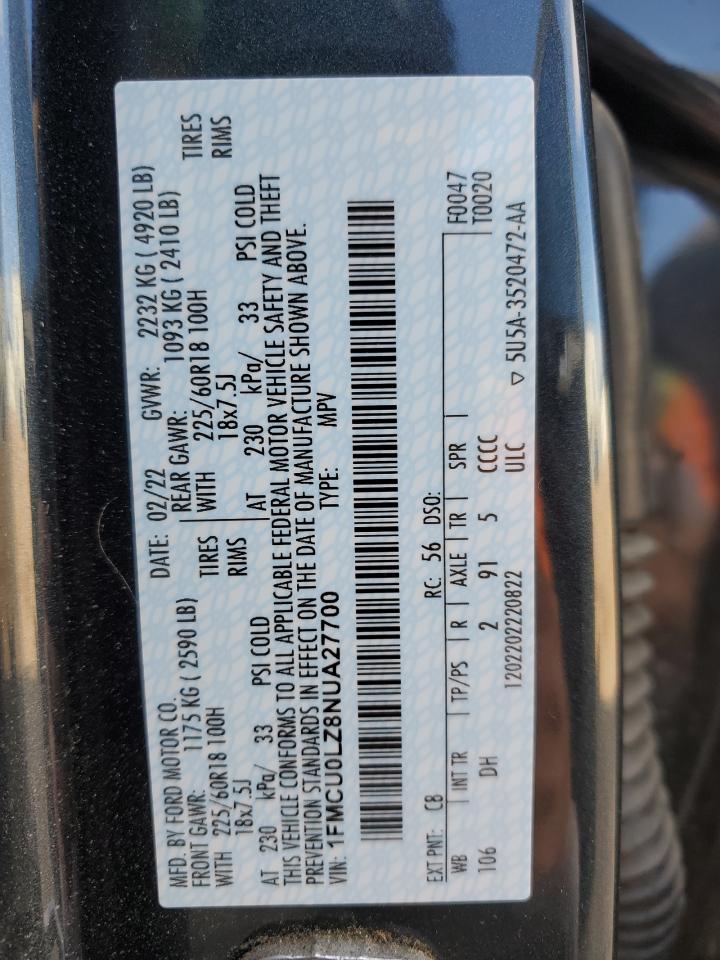 MFD. BY FORD MOTOR CO.
DATE: 02/22 GVWR: 2232 KG ( 4920 LB)
FRONT GAWR: 1175 KG ( 2590 LB)
REAR GAWR: 1093 KG ( 2410 LB)
WITH 225/60R18 100H TIRES
WITH 225/60R18 100H TIRES
18x7.5J RIMS
18x7.5J RIMS
AT 230 kPa/ 33 PSI COLD
AT 230 kPa/ 33 PSI COLD
THIS VEHICLE CONFORMS TO ALL APPLICABLE FEDERAL MOTOR VEHICLE SAFETY AND THEFT
PREVENTION STANDARDS IN EFFECT ON THE DATE OF MANUFACTURE SHOWN ABOVE.
VIN: 1FMCU0LZ8NUA27700 TYPE: MPV
EXT PNT: CB RC: 56 DSO:
F0047
WB INT TR TP/PS R AXLE TR SPR
T0020
106 DH 2 91 5 CCCC
ULC
1202202220822 ▽ 5U5A-3520472-AA